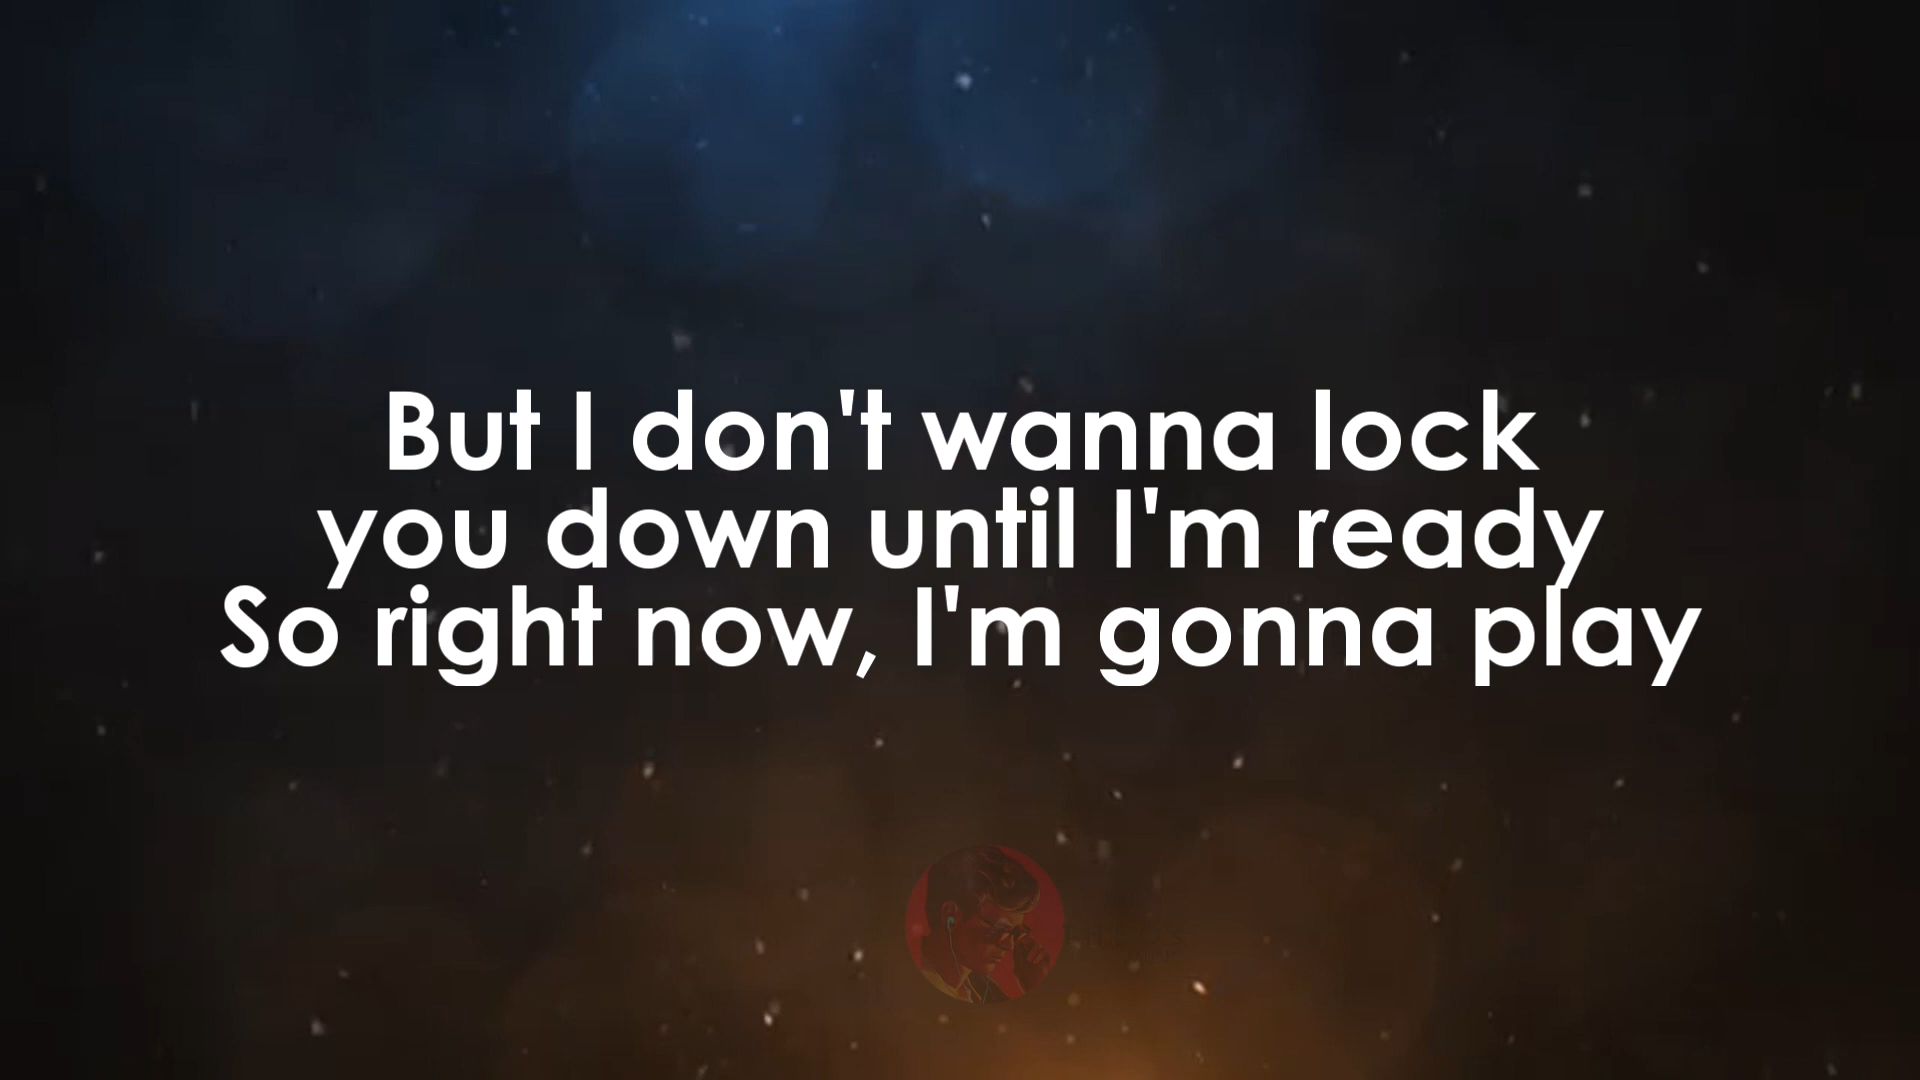 But I don't wanna lock
you down until I'm ready
So right now, I'm gonna play